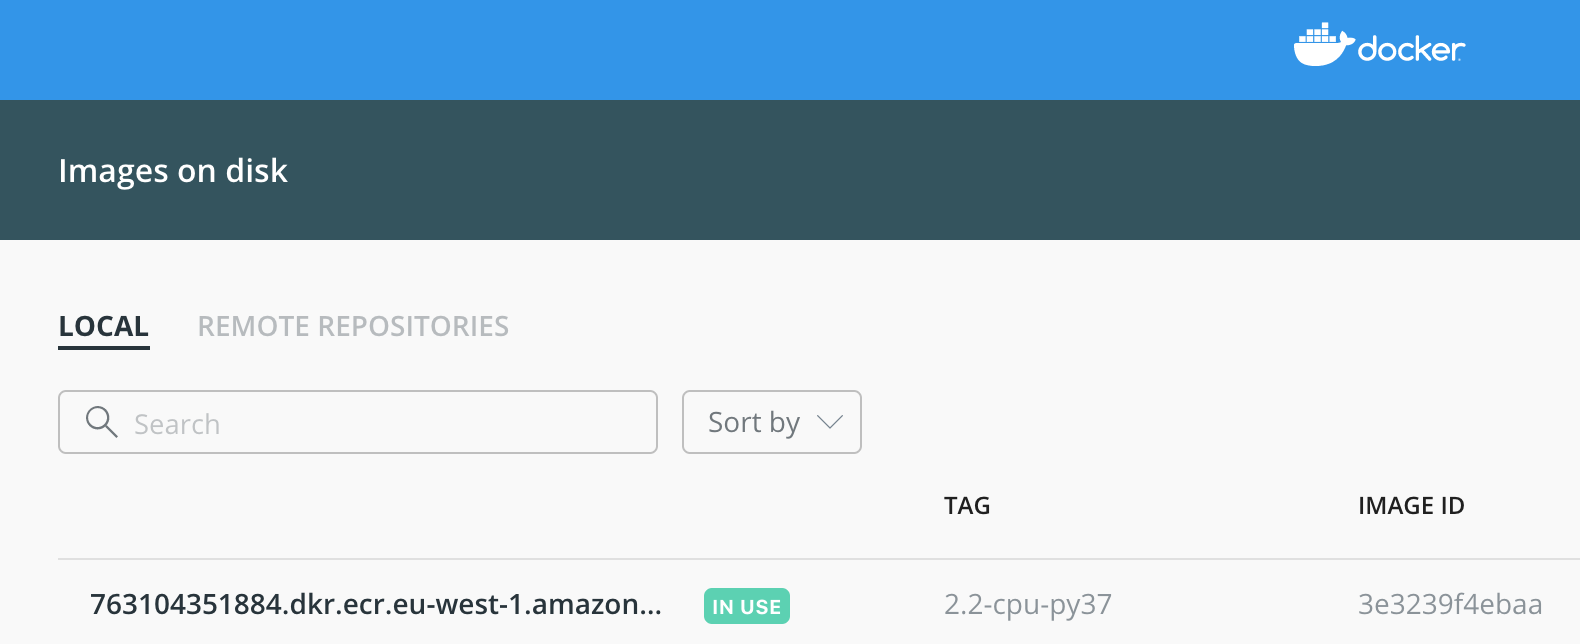 docker
Images on disk
LOCAL REMOTE REPOSITORIES
Search Sort by
TAG IMAGE ID
763104351884.dkr.ecr.eu-west-1.amazon... IN USE 2.2-cpu-py37 3e3239f4ebaa